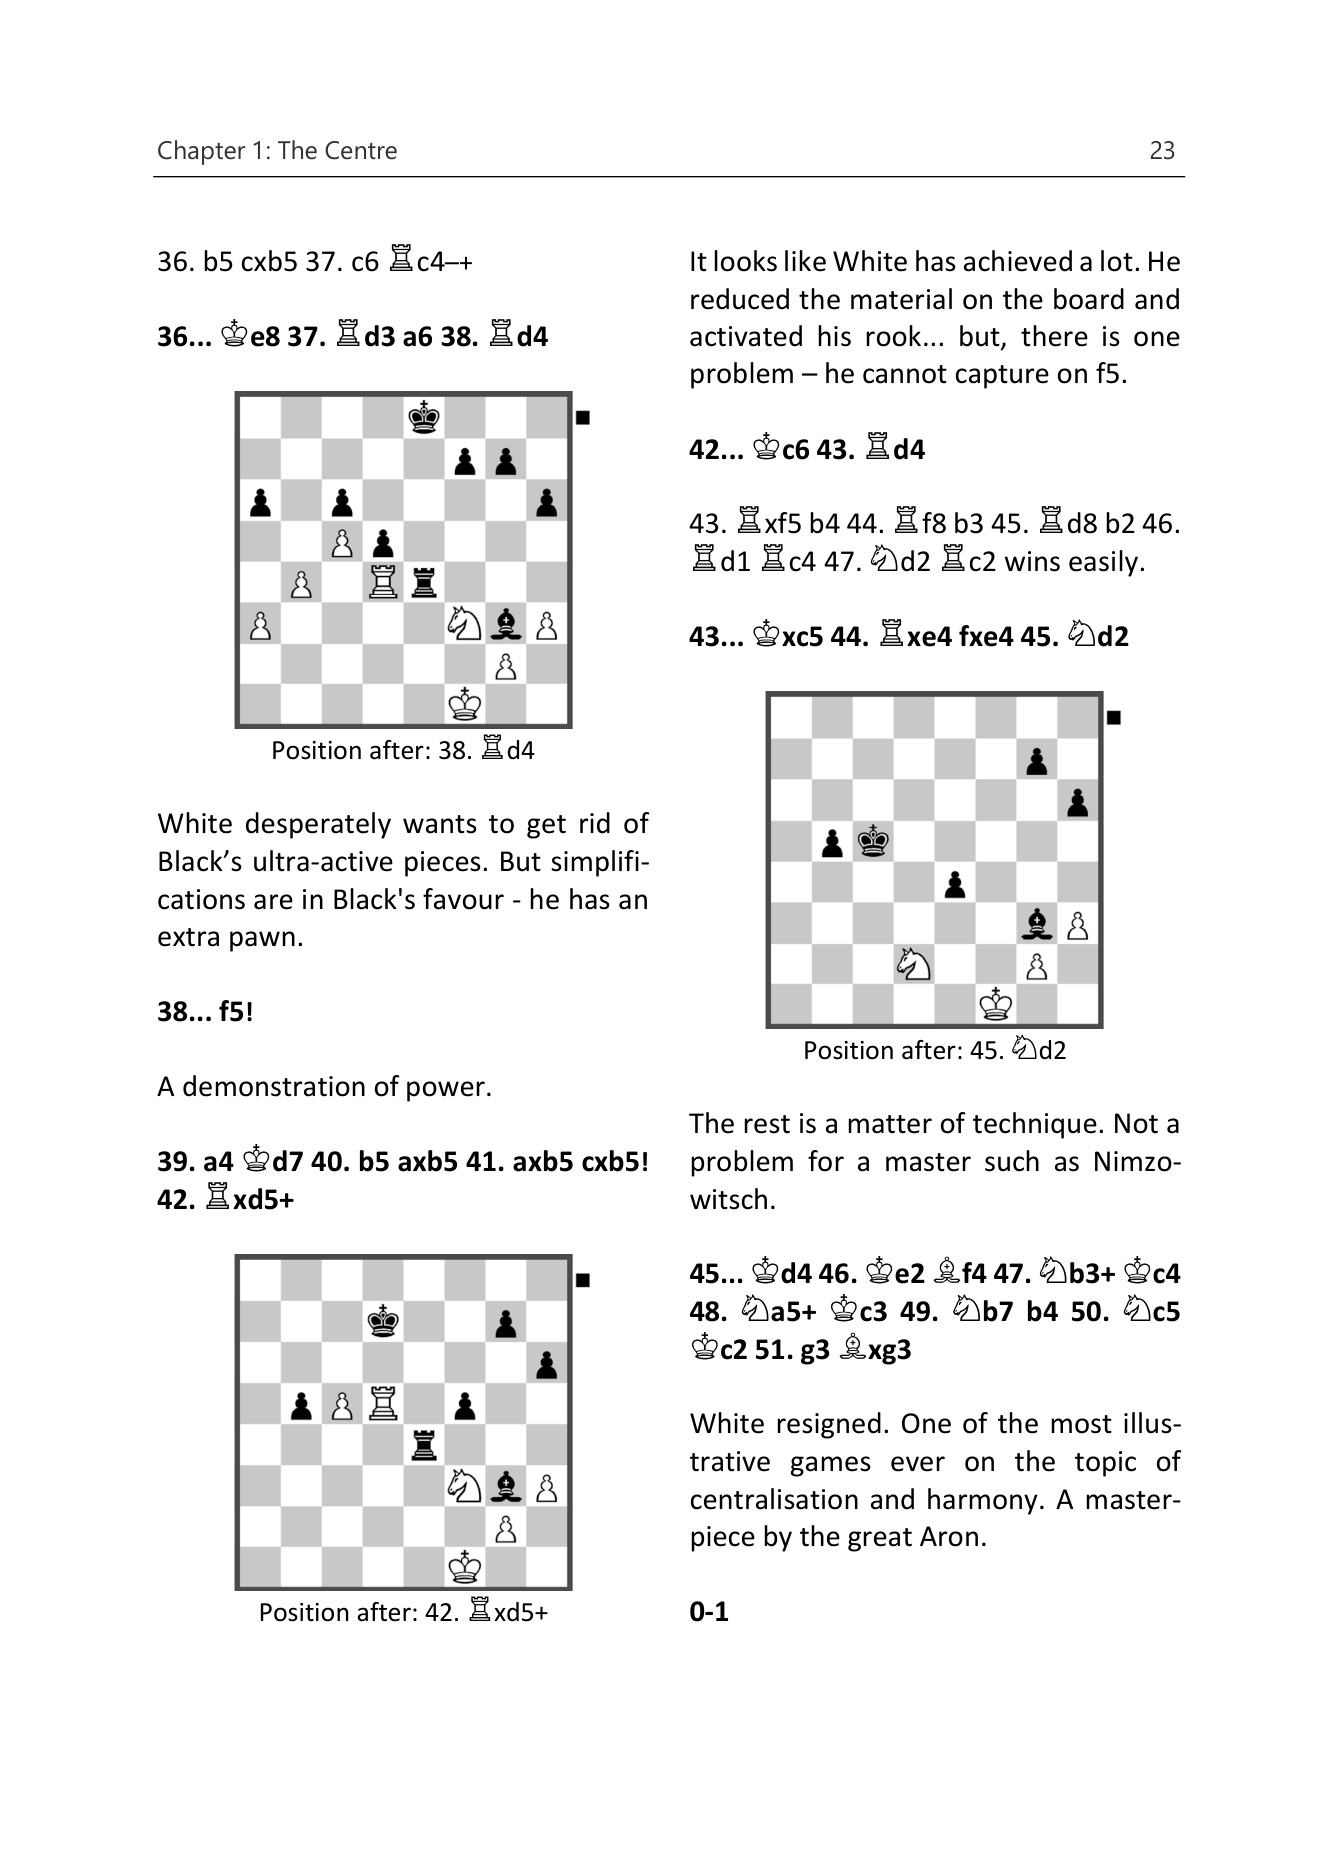 Chapter 1: The Centre 23
36. b5 cxb5 37. c6 ♖c4–+
36... ♔e8 37. ♖d3 a6 38. ♖d4
Position after: 38. ♖d4
White desperately wants to get rid of
Black’s ultra-active pieces. But simplifi-
cations are in Black's favour - he has an
extra pawn.
38... f5!
A demonstration of power.
39. a4 ♔d7 40. b5 axb5 41. axb5 cxb5!
42. ♖xd5+
Position after: 42. ♖xd5+
It looks like White has achieved a lot. He
reduced the material on the board and
activated his rook... but, there is one
problem – he cannot capture on f5.
42... ♔c6 43. ♖d4
43. ♖xf5 b4 44. ♖f8 b3 45. ♖d8 b2 46.
♖d1 ♖c4 47. ♘d2 ♖c2 wins easily.
43... ♔xc5 44. ♖xe4 fxe4 45. ♘d2
Position after: 45. ♘d2
The rest is a matter of technique. Not a
problem for a master such as Nimzo-
witsch.
45... ♔d4 46. ♔e2 ♗f4 47. ♘b3+ ♔c4
48. ♘a5+ ♔c3 49. ♘b7 b4 50. ♘c5
♔c2 51. g3 ♗xg3
White resigned. One of the most illus-
trative games ever on the topic of
centralisation and harmony. A master-
piece by the great Aron.
0-1